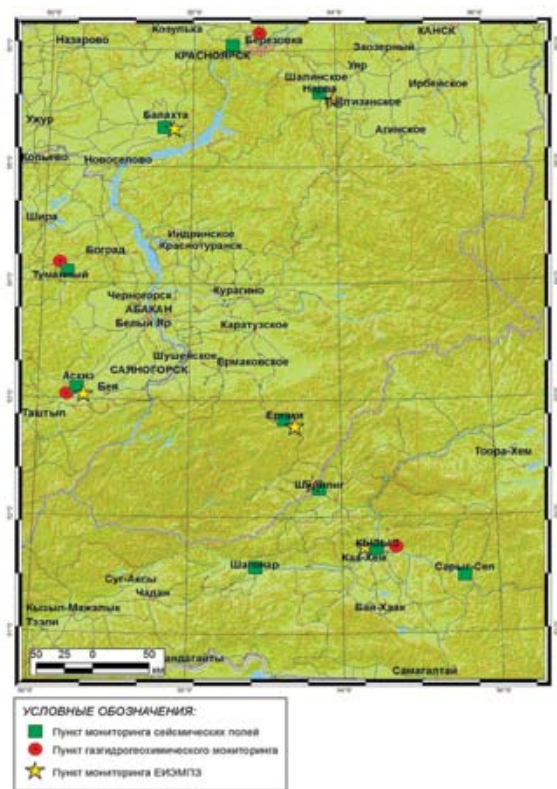 Козулька
Назарово
Березовка
КАНСК
КРАСНОЯРСК
Заозерный
Уяр
Шалинское
Ирбейское
Балахта
Агинское
Ужур
Копьево
Новоселово
Шира
Идринское
Краснотуранск
Боград
Туманный
Черногорск
Курагино
АБАКАН
Белый Яр
Каратузское
Шушенское
Ермаковское
САЯНОГОРСК
Аскиз
Бея
Таштып
Ергаки
Тоора-Хем
КЫЗЫЛ
Каа-Хем
Шагонар
Сарыг-Сеп
Суг-Аксы
Чадан
Кызыл-Мажалык
Бай-Хаак
Тээли
Самагалтай
50 25 0 50
км
УСЛОВНЫЕ ОБОЗНАЧЕНИЯ:
Пункт мониторинга сейсмических полей
Пункт газгидрогеохимического мониторинга
Пункт мониторинга ЕИЭМПЗ